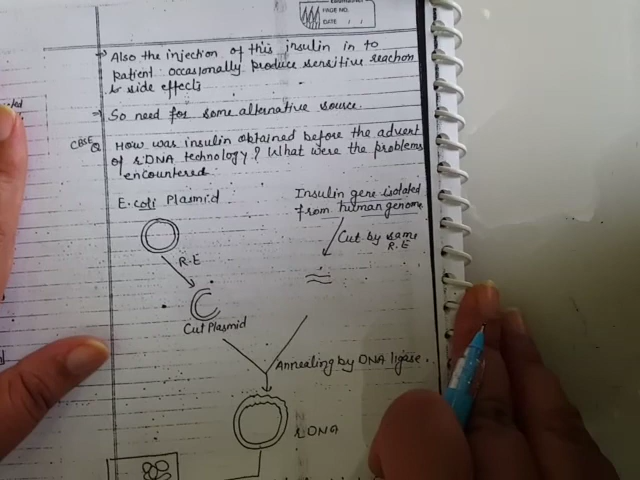 PAGE NO.
DATE / /
→ Also the injection of this insulin in to
patient occasionally produce sensitive reaction
& side effects
→ So need for some alternative source.
CBSE Q How was insulin obtained before the advent
of rDNA technology? What were the problems
encountered
E.coli Plasmid
Insulin gene isolated
from human genome
Cut by same
R.E
R.E
Cut Plasmid
Annealing by DNA ligase.
rDNA